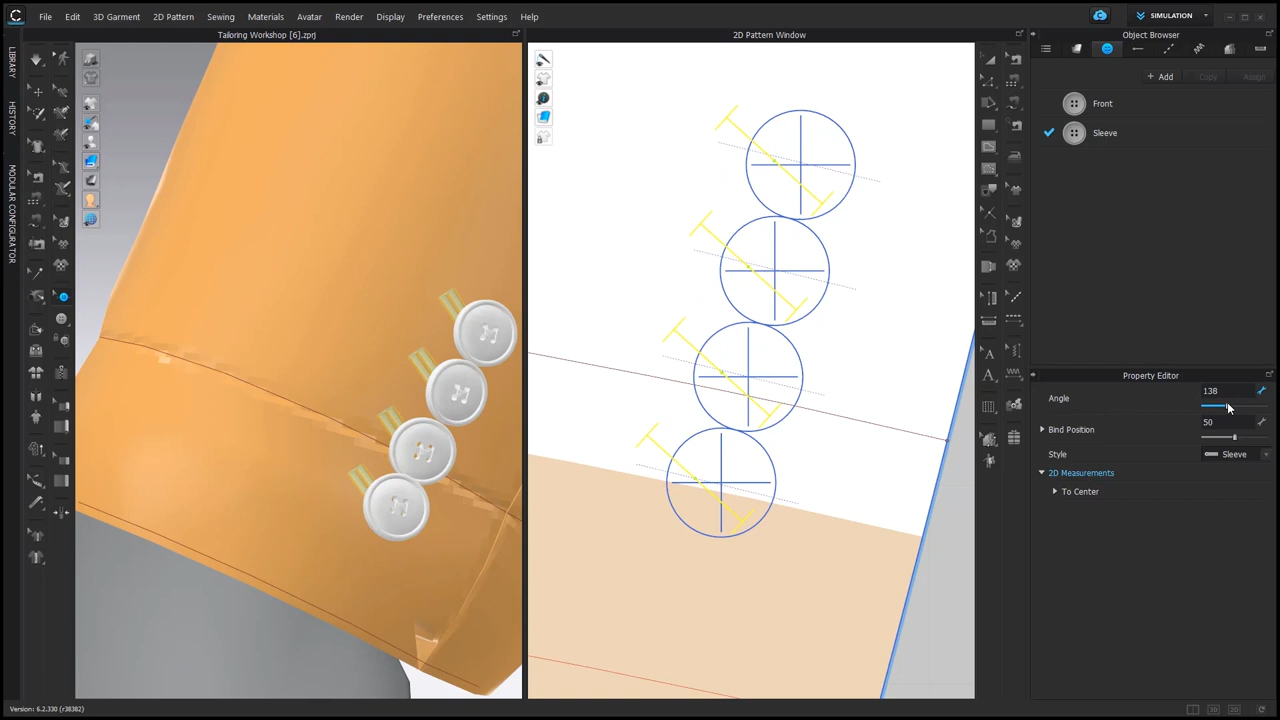 File Edit 3D Garment 2D Pattern Sewing Materials Avatar Render Display Preferences Settings Help
SIMULATION
Tailoring Workshop [6].zprj
2D Pattern Window
Object Browser
LIBRARY
HISTORY
MODULAR CONFIGURATOR
+ Add Copy Assign
Front
Sleeve
Property Editor
Angle 138
Bind Position 50
Style Sleeve
2D Measurements
To Center
Version: 6.2.330 (r38382)
3D 2D